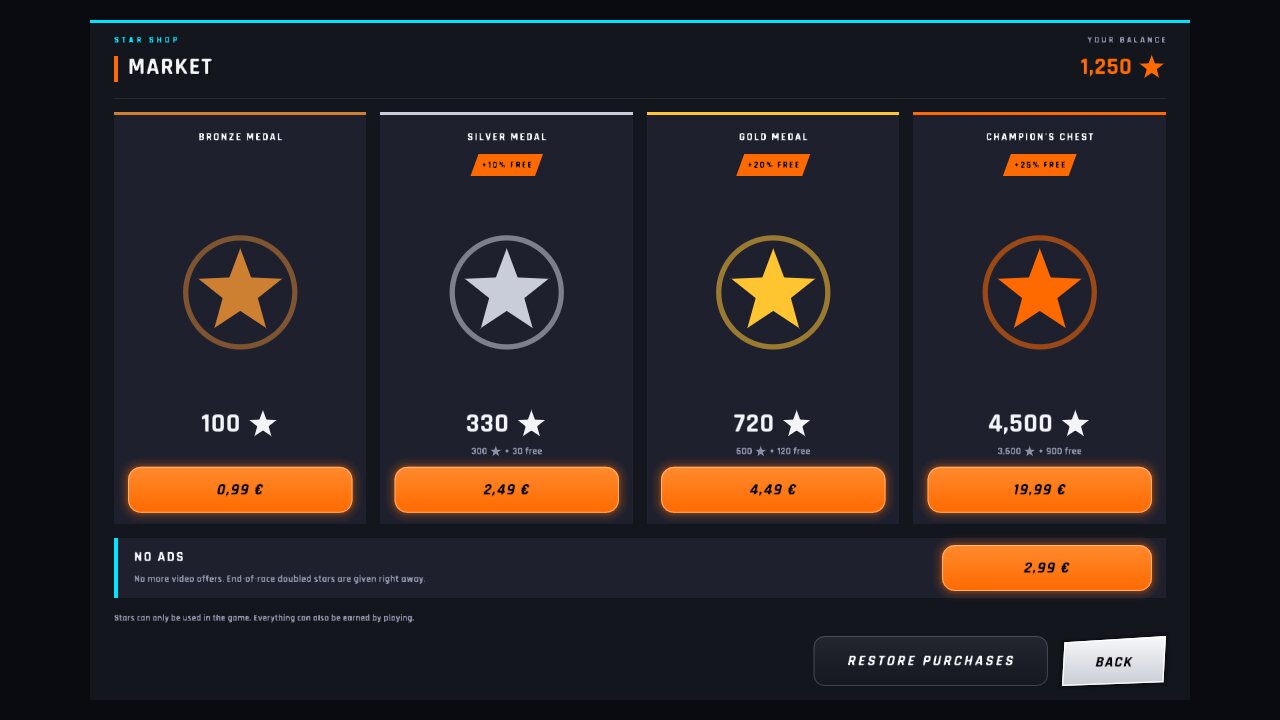 STAR SHOP
YOUR BALANCE
MARKET
1,250
BRONZE MEDAL
SILVER MEDAL
GOLD MEDAL
CHAMPION'S CHEST
+10% FREE
+20% FREE
+25% FREE
100
330
720
4,500
300 ★ + 30 free
600 ★ + 120 free
3,600 ★ + 900 free
0,99 €
2,49 €
4,49 €
19,99 €
NO ADS
No more video offers. End-of-race doubled stars are given right away.
2,99 €
Stars can only be used in the game. Everything can also be earned by playing.
RESTORE PURCHASES
BACK